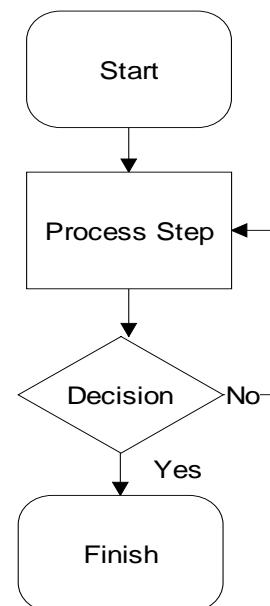 Start
Process Step
Decision
No
Yes
Finish